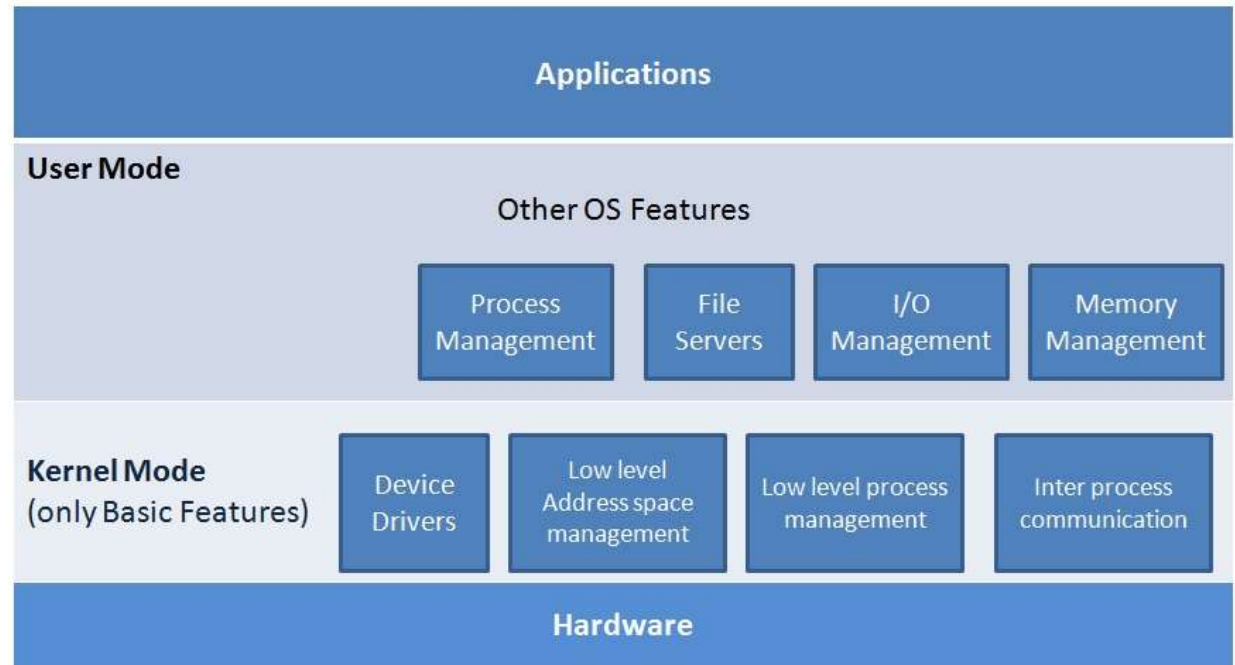 Applications
User Mode
Other OS Features
Process
Management
File
Servers
I/O
Management
Memory
Management
Kernel Mode
(only Basic Features)
Device
Drivers
Low level
Address space
management
Low level process
management
Inter process
communication
Hardware